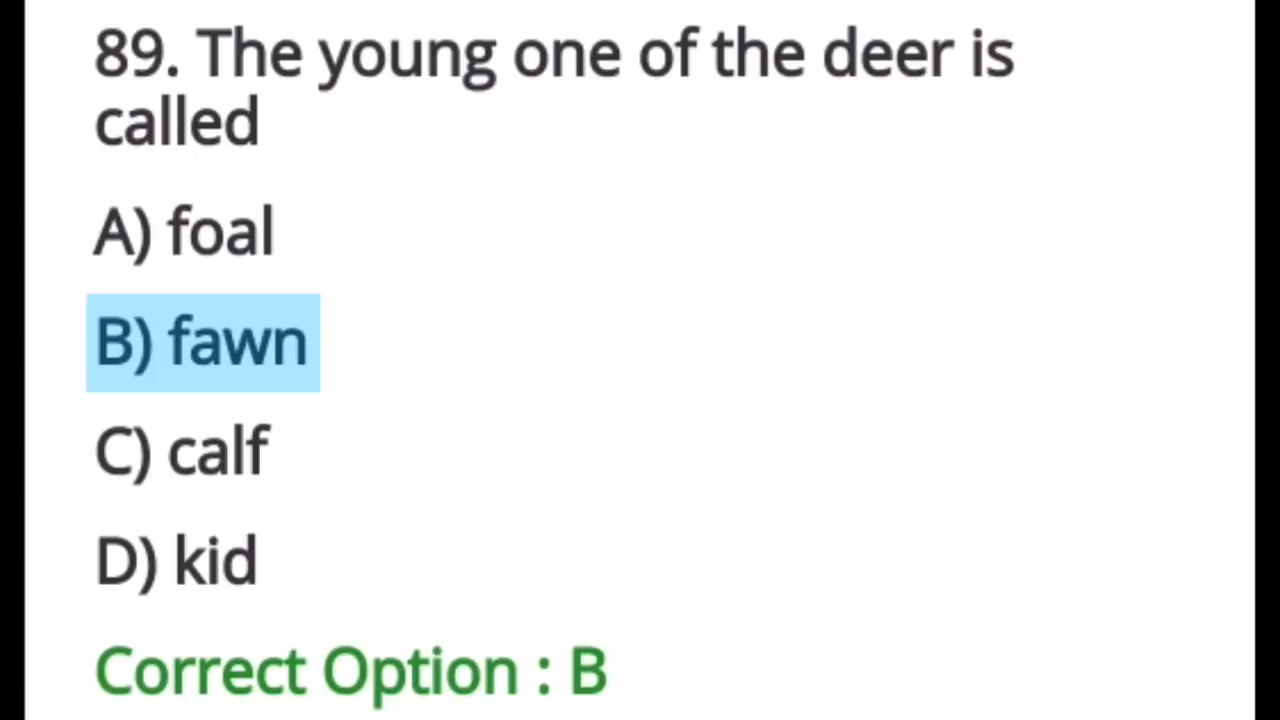 89. The young one of the deer is
called
A) foal
B) fawn
C) calf
D) kid
Correct Option : B